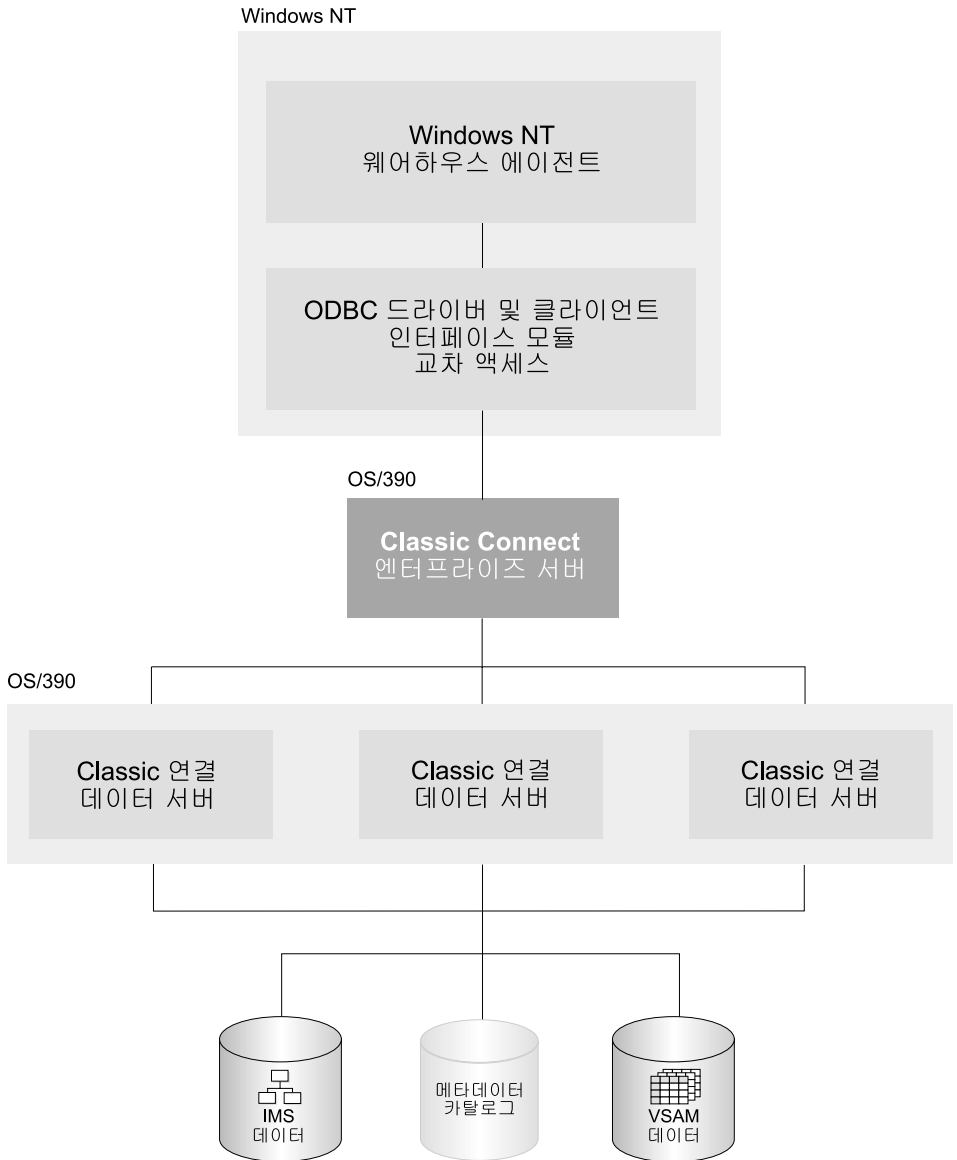 Windows NT
Windows NT
웨어하우스 에이전트
ODBC 드라이버 및 클라이언트
인터페이스 모듈
교차 액세스
OS/390
Classic Connect
엔터프라이즈 서버
OS/390
Classic 연결
데이터 서버
Classic 연결
데이터 서버
Classic 연결
데이터 서버
IMS
데이터
메타데이터
카탈로그
VSAM
데이터